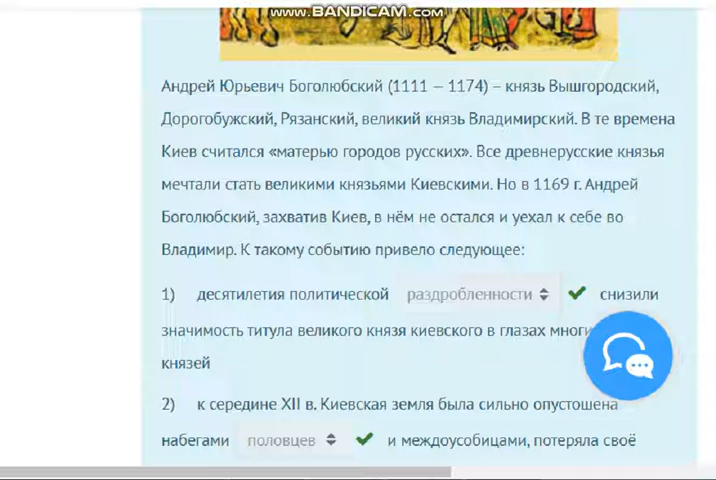 www.BANDICAM.com
Андрей Юрьевич Боголюбский (1111 – 1174) – князь Вышгородский,
Дорогобужский, Рязанский, великий князь Владимирский. В те времена
Киев считался «матерью городов русских». Все древнерусские князья
мечтали стать великими князьями Киевскими. Но в 1169 г. Андрей
Боголюбский, захватив Киев, в нём не остался и уехал к себе во
Владимир. К такому событию привело следующее:
1) десятилетия политической раздробленности снизили
значимость титула великого князя киевского в глазах
князей
2) к середине XII в. Киевская земля была сильно опустошена
набегами половцев и междоусобицами, потеряла своё